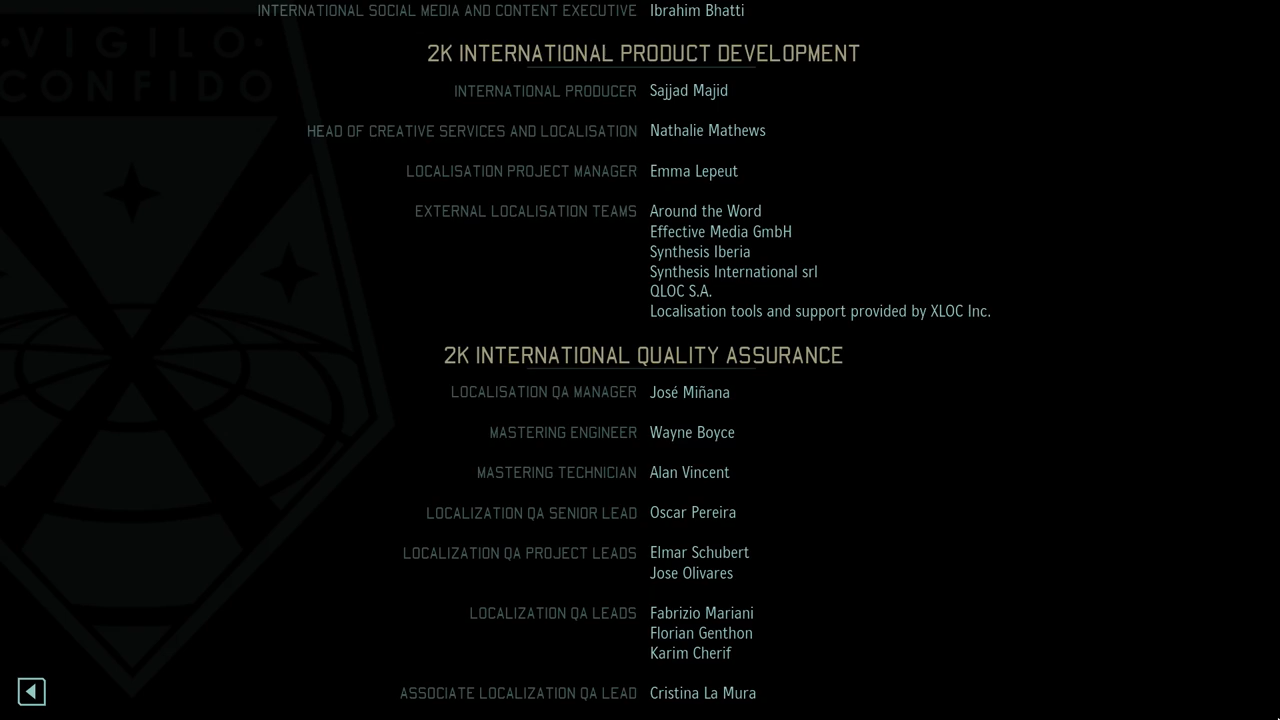 ·VIGILO·
CONFIDO
INTERNATIONAL SOCIAL MEDIA AND CONTENT EXECUTIVE Ibrahim Bhatti
2K INTERNATIONAL PRODUCT DEVELOPMENT
INTERNATIONAL PRODUCER Sajjad Majid
HEAD OF CREATIVE SERVICES AND LOCALISATION Nathalie Mathews
LOCALISATION PROJECT MANAGER Emma Lepeut
EXTERNAL LOCALISATION TEAMS Around the Word
Effective Media GmbH
Synthesis Iberia
Synthesis International srl
QLOC S.A.
Localisation tools and support provided by XLOC Inc.
2K INTERNATIONAL QUALITY ASSURANCE
LOCALISATION QA MANAGER José Miñana
MASTERING ENGINEER Wayne Boyce
MASTERING TECHNICIAN Alan Vincent
LOCALIZATION QA SENIOR LEAD Oscar Pereira
LOCALIZATION QA PROJECT LEADS Elmar Schubert
Jose Olivares
LOCALIZATION QA LEADS Fabrizio Mariani
Florian Genthon
Karim Cherif
ASSOCIATE LOCALIZATION QA LEAD Cristina La Mura